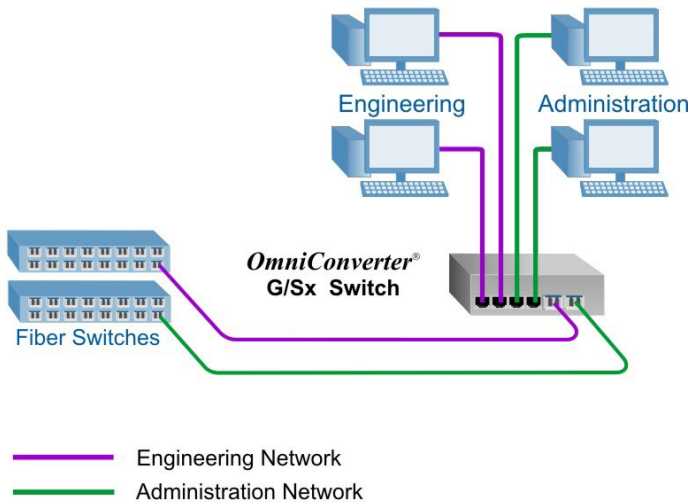 Engineering
Administration
OmniConverter®
G/Sx Switch
Fiber Switches
Engineering Network
Administration Network